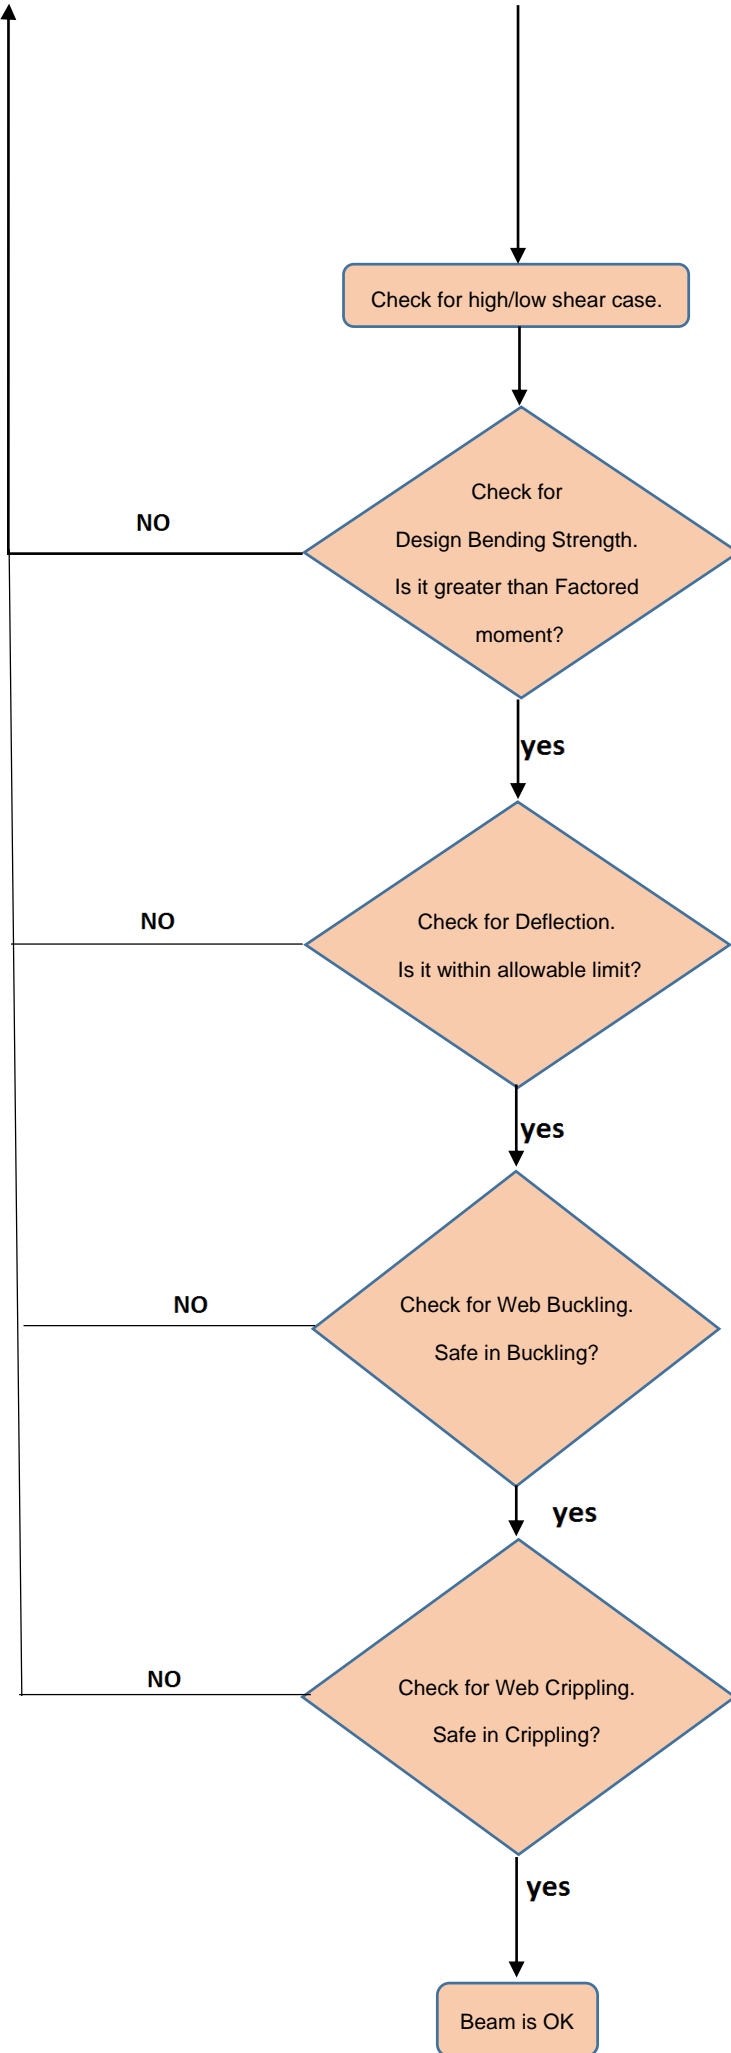 Check for high/low shear case.
Check for
Design Bending Strength.
Is it greater than Factored
moment?
NO
yes
Check for Deflection.
Is it within allowable limit?
NO
yes
Check for Web Buckling.
Safe in Buckling?
NO
yes
Check for Web Crippling.
Safe in Crippling?
NO
yes
Beam is OK